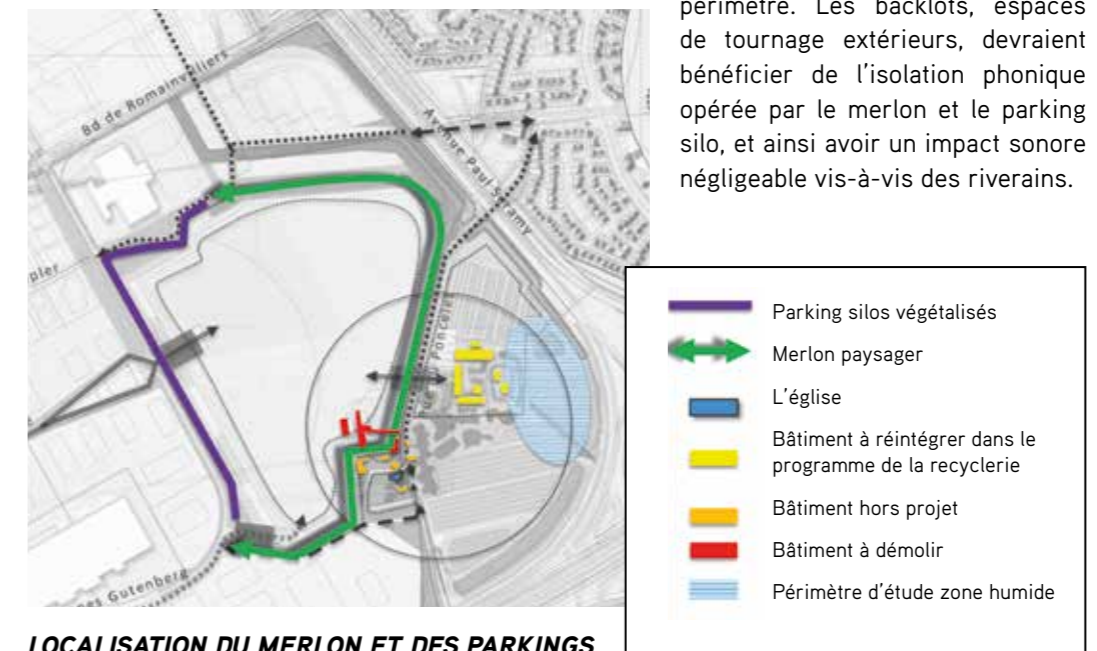 périmètre. Les backlots, espaces
de tournage extérieurs, devraient
bénéficier de l'isolation phonique
opérée par le merlon et le parking
silo, et ainsi avoir un impact sonore
négligeable vis-à-vis des riverains.
Bd de Romainvilliers
Avenue Paul Séramy
pler
Poncelet
es Gutenberg
Parking silos végétalisés
Merlon paysager
L'église
Bâtiment à réintégrer dans le
programme de la recyclerie
Bâtiment hors projet
Bâtiment à démolir
Périmètre d'étude zone humide
LOCALISATION DU MERLON ET DES PARKINGS